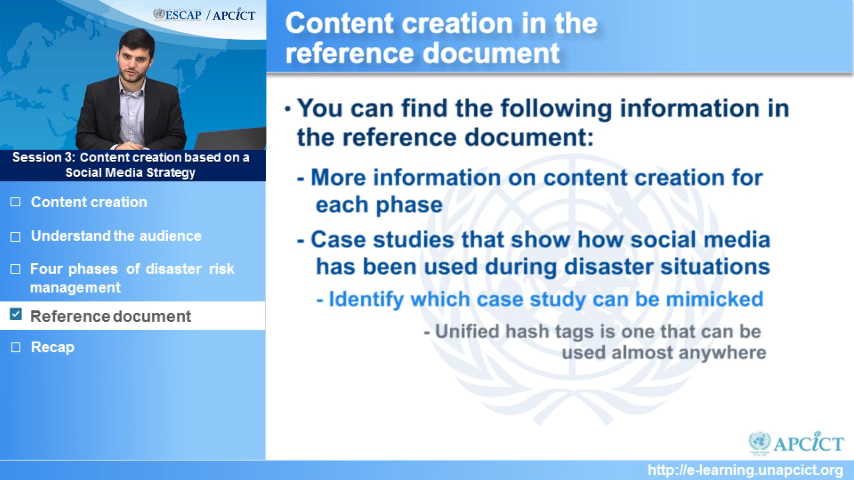 ESCAP / APCICT
Session 3: Content creation based on a
Social Media Strategy
Content creation
Understand the audience
Four phases of disaster risk
management
Reference document
Recap
Content creation in the
reference document
• You can find the following information in
the reference document:
- More information on content creation for
each phase
- Case studies that show how social media
has been used during disaster situations
- Identify which case study can be mimicked
- Unified hash tags is one that can be
used almost anywhere
APCICT
http://e-learning.unapcict.org